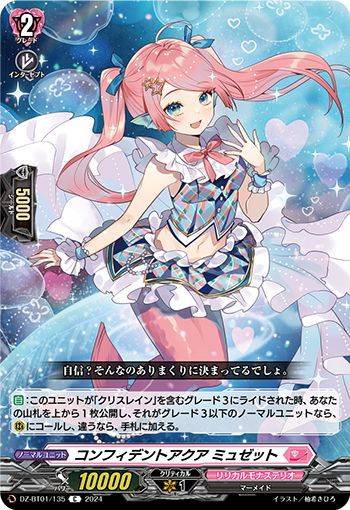 2
グレード
インターセプト
5000
シールド
自信?そんなのありまくりに決まってるでしょ。
自:このユニットが「クリスレイン」を含むグレード3にライドされた時、あなた
の山札を上から1枚公開し、それがグレード3以下のノーマルユニットなら、
Rにコールし、違うなら、手札に加える。
ノーマルユニット
コンフィデントアクア ミュゼット
リリカルモナステリオ
パワー 10000
クリティカル
1
マーメイド
DZ-BT01/135 C 2024
イラスト/柚希きひろ